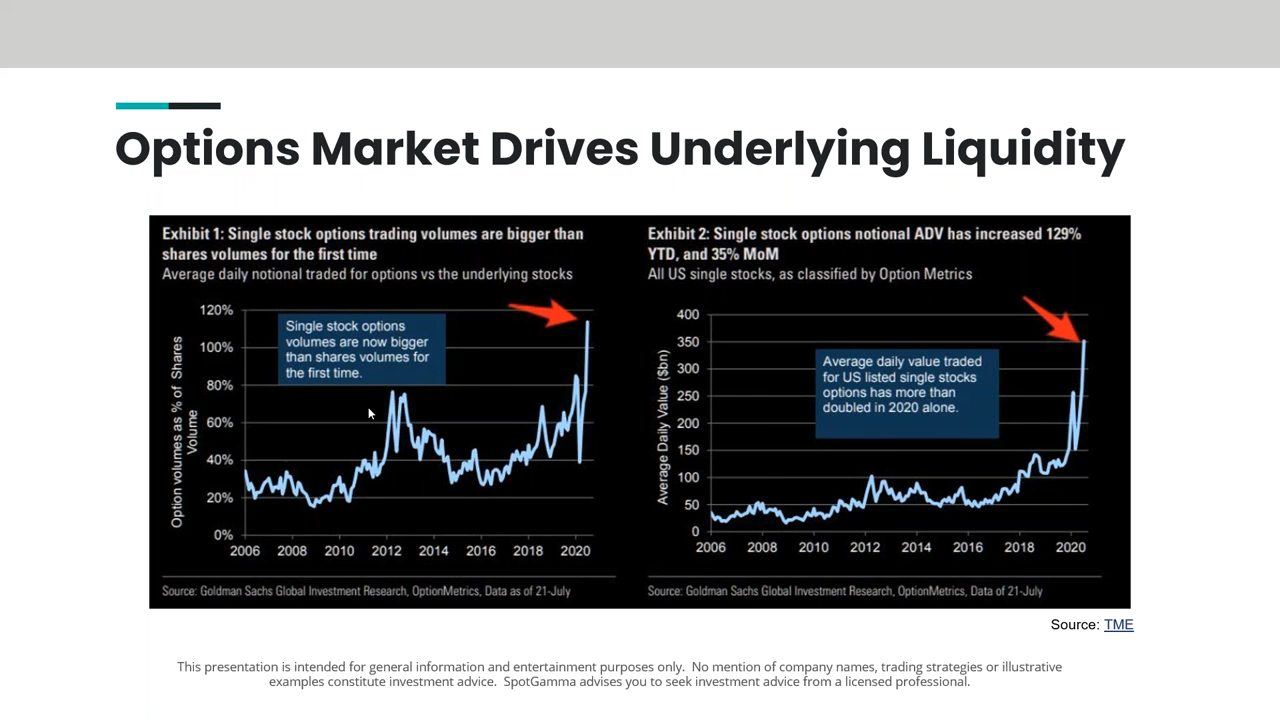 Options Market Drives Underlying Liquidity
Exhibit 1: Single stock options trading volumes are bigger than
shares volumes for the first time
Average daily notional traded for options vs the underlying stocks
Option volumes as % of Shares
Volume
120%
100%
80%
60%
40%
20%
0%
Single stock options
volumes are now bigger
than shares volumes for
the first time.
2006 2008 2010 2012 2014 2016 2018 2020
Source: Goldman Sachs Global Investment Research, OptionMetrics, Data as of 21-July
Exhibit 2: Single stock options notional ADV has increased 129%
YTD, and 35% MoM
All US single stocks, as classified by Option Metrics
Average Daily Value ($bn)
400
350
300
250
200
150
100
50
0
Average daily value traded
for US listed single stocks
options has more than
doubled in 2020 alone.
2006 2008 2010 2012 2014 2016 2018 2020
Source: Goldman Sachs Global Investment Research, OptionMetrics, Data of 21-July
Source: TME
This presentation is intended for general information and entertainment purposes only. No mention of company names, trading strategies or illustrative
examples constitute investment advice. SpotGamma advises you to seek investment advice from a licensed professional.